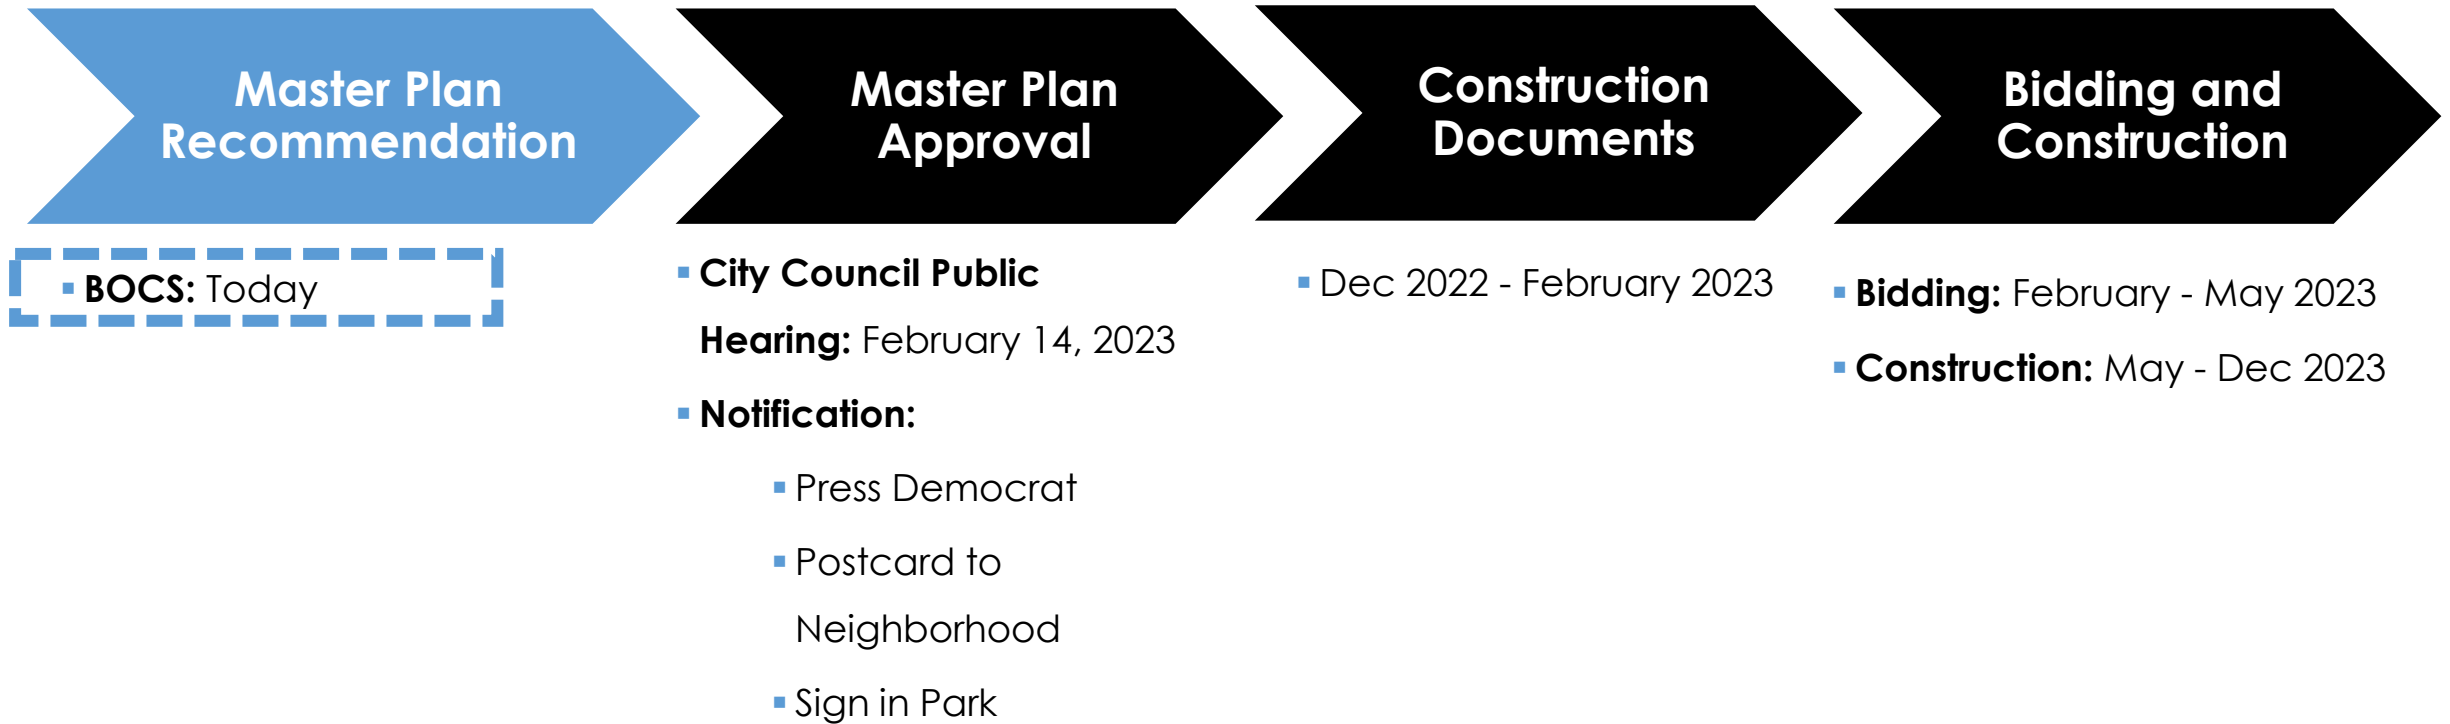 Master Plan
Recommendation
▪ BOCS: Today
Master Plan
Approval
▪ City Council Public
Hearing: February 14, 2023
▪ Notification:
▪ Press Democrat
▪ Postcard to
Neighborhood
▪ Sign in Park
Construction
Documents
▪ Dec 2022 - February 2023
Bidding and
Construction
▪ Bidding: February - May 2023
▪ Construction: May - Dec 2023